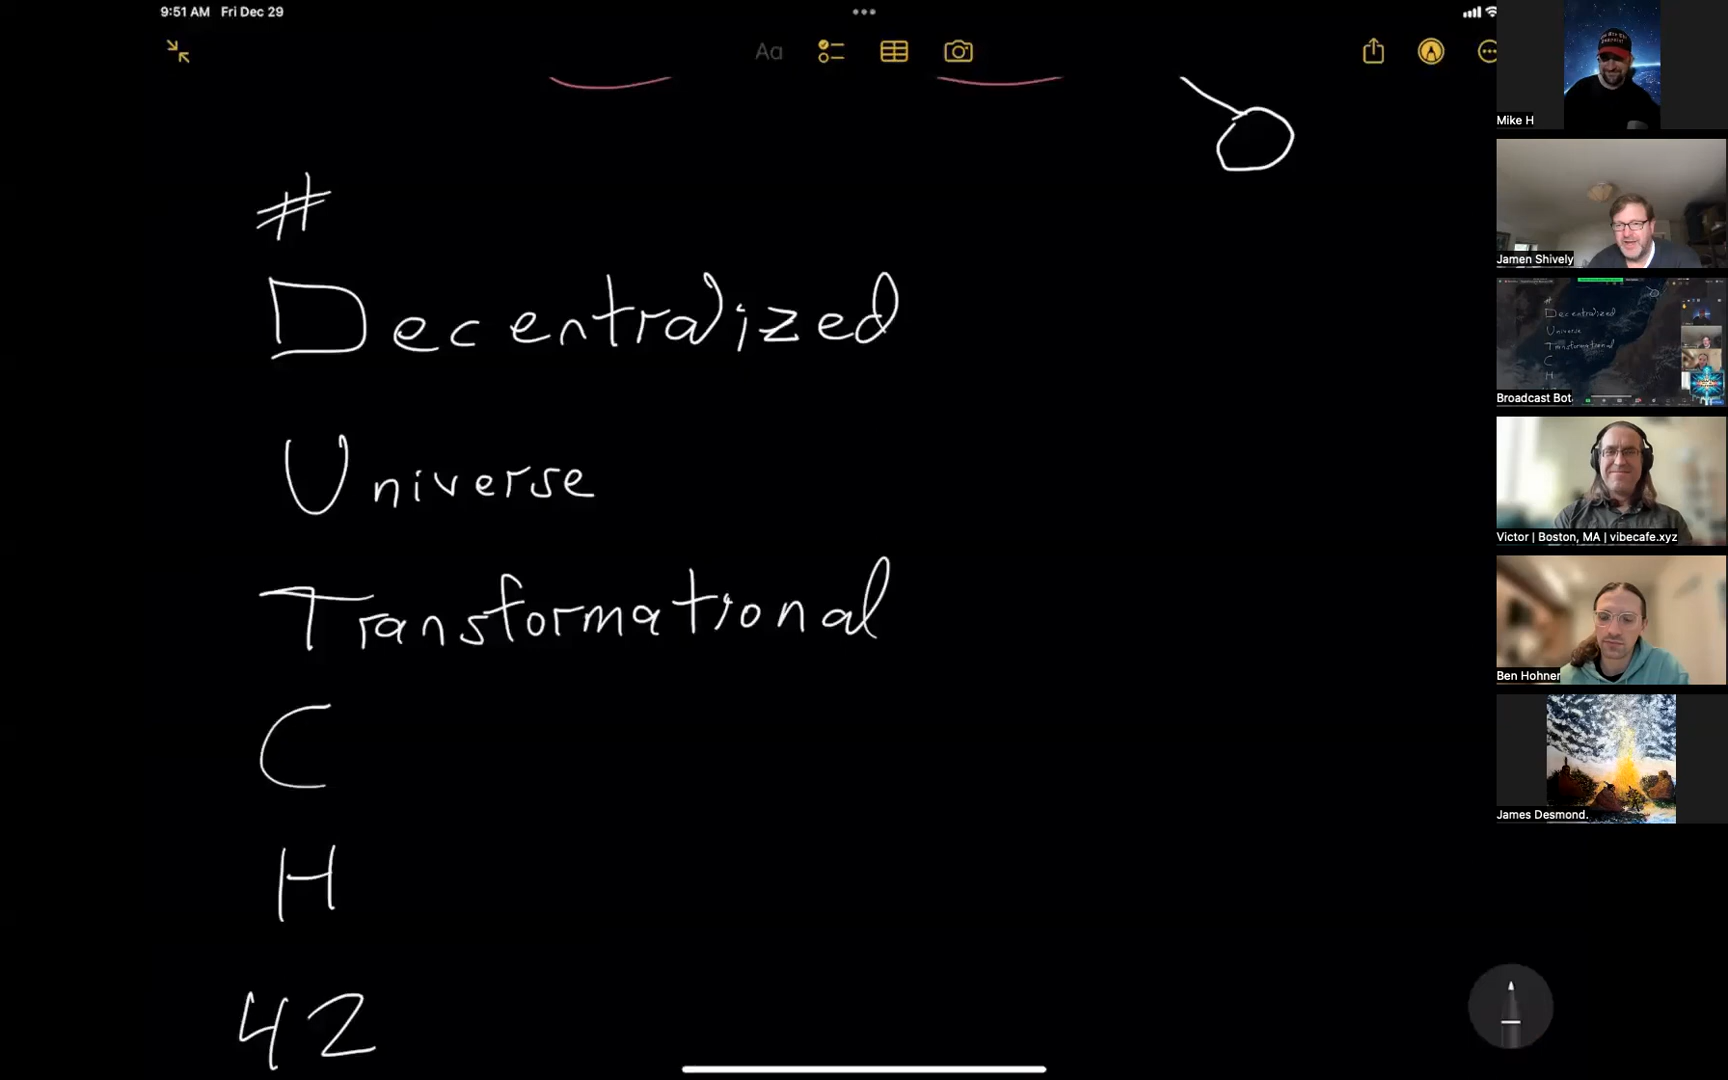 9:51 AM Fri Dec 29
Aa
#
Decentralized
Universe
Transformational
C
H
42
Mike H
Jamen Shively
Broadcast Bot
Victor | Boston, MA | vibecafe.xyz
Ben Hohner
James Desmond.